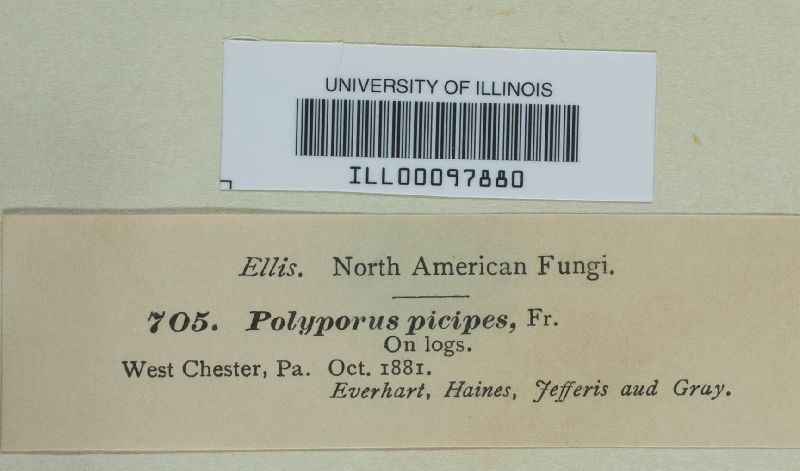 UNIVERSITY OF ILLINOIS
ILL00097880
Ellis. North American Fungi.
705. Polyporus picipes, Fr.
On logs.
West Chester, Pa. Oct. 1881.
Everhart, Haines, Jefferis aud Gray.